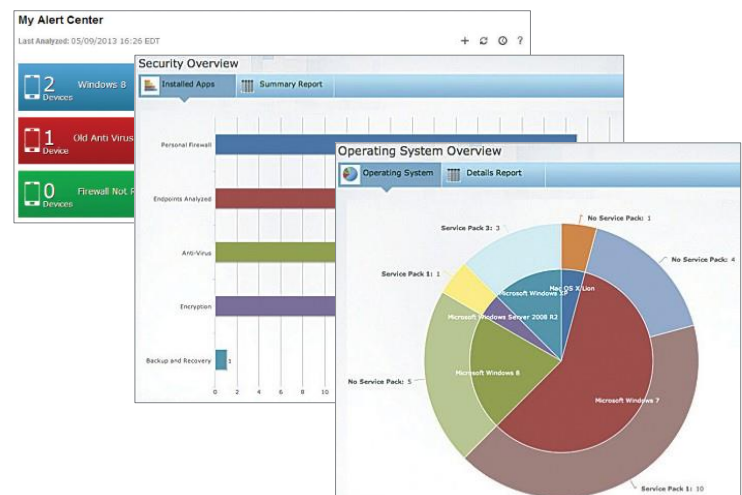 My Alert Center
Last Analyzed: 05/09/2013 16:26 EDT
2 Devices Windows 8
1 Device Old Anti Virus
0 Devices Firewall Not
Security Overview
Installed Apps Summary Report
Personal Firewall
Endpoints Analyzed
Anti-Virus
Encryption
Backup and Recovery 1
0 2 4 6 8 10
Operating System Overview
Operating System Details Report
No Service Pack: 1
Service Pack 3: 3
No Service Pack: 4
Service Pack 1: 1
Mac OS X Lion
Microsoft Windows XP
Microsoft Windows Server 2008 R2
Microsoft Windows 8
No Service Pack: 5
Microsoft Windows 7
Service Pack 1: 10